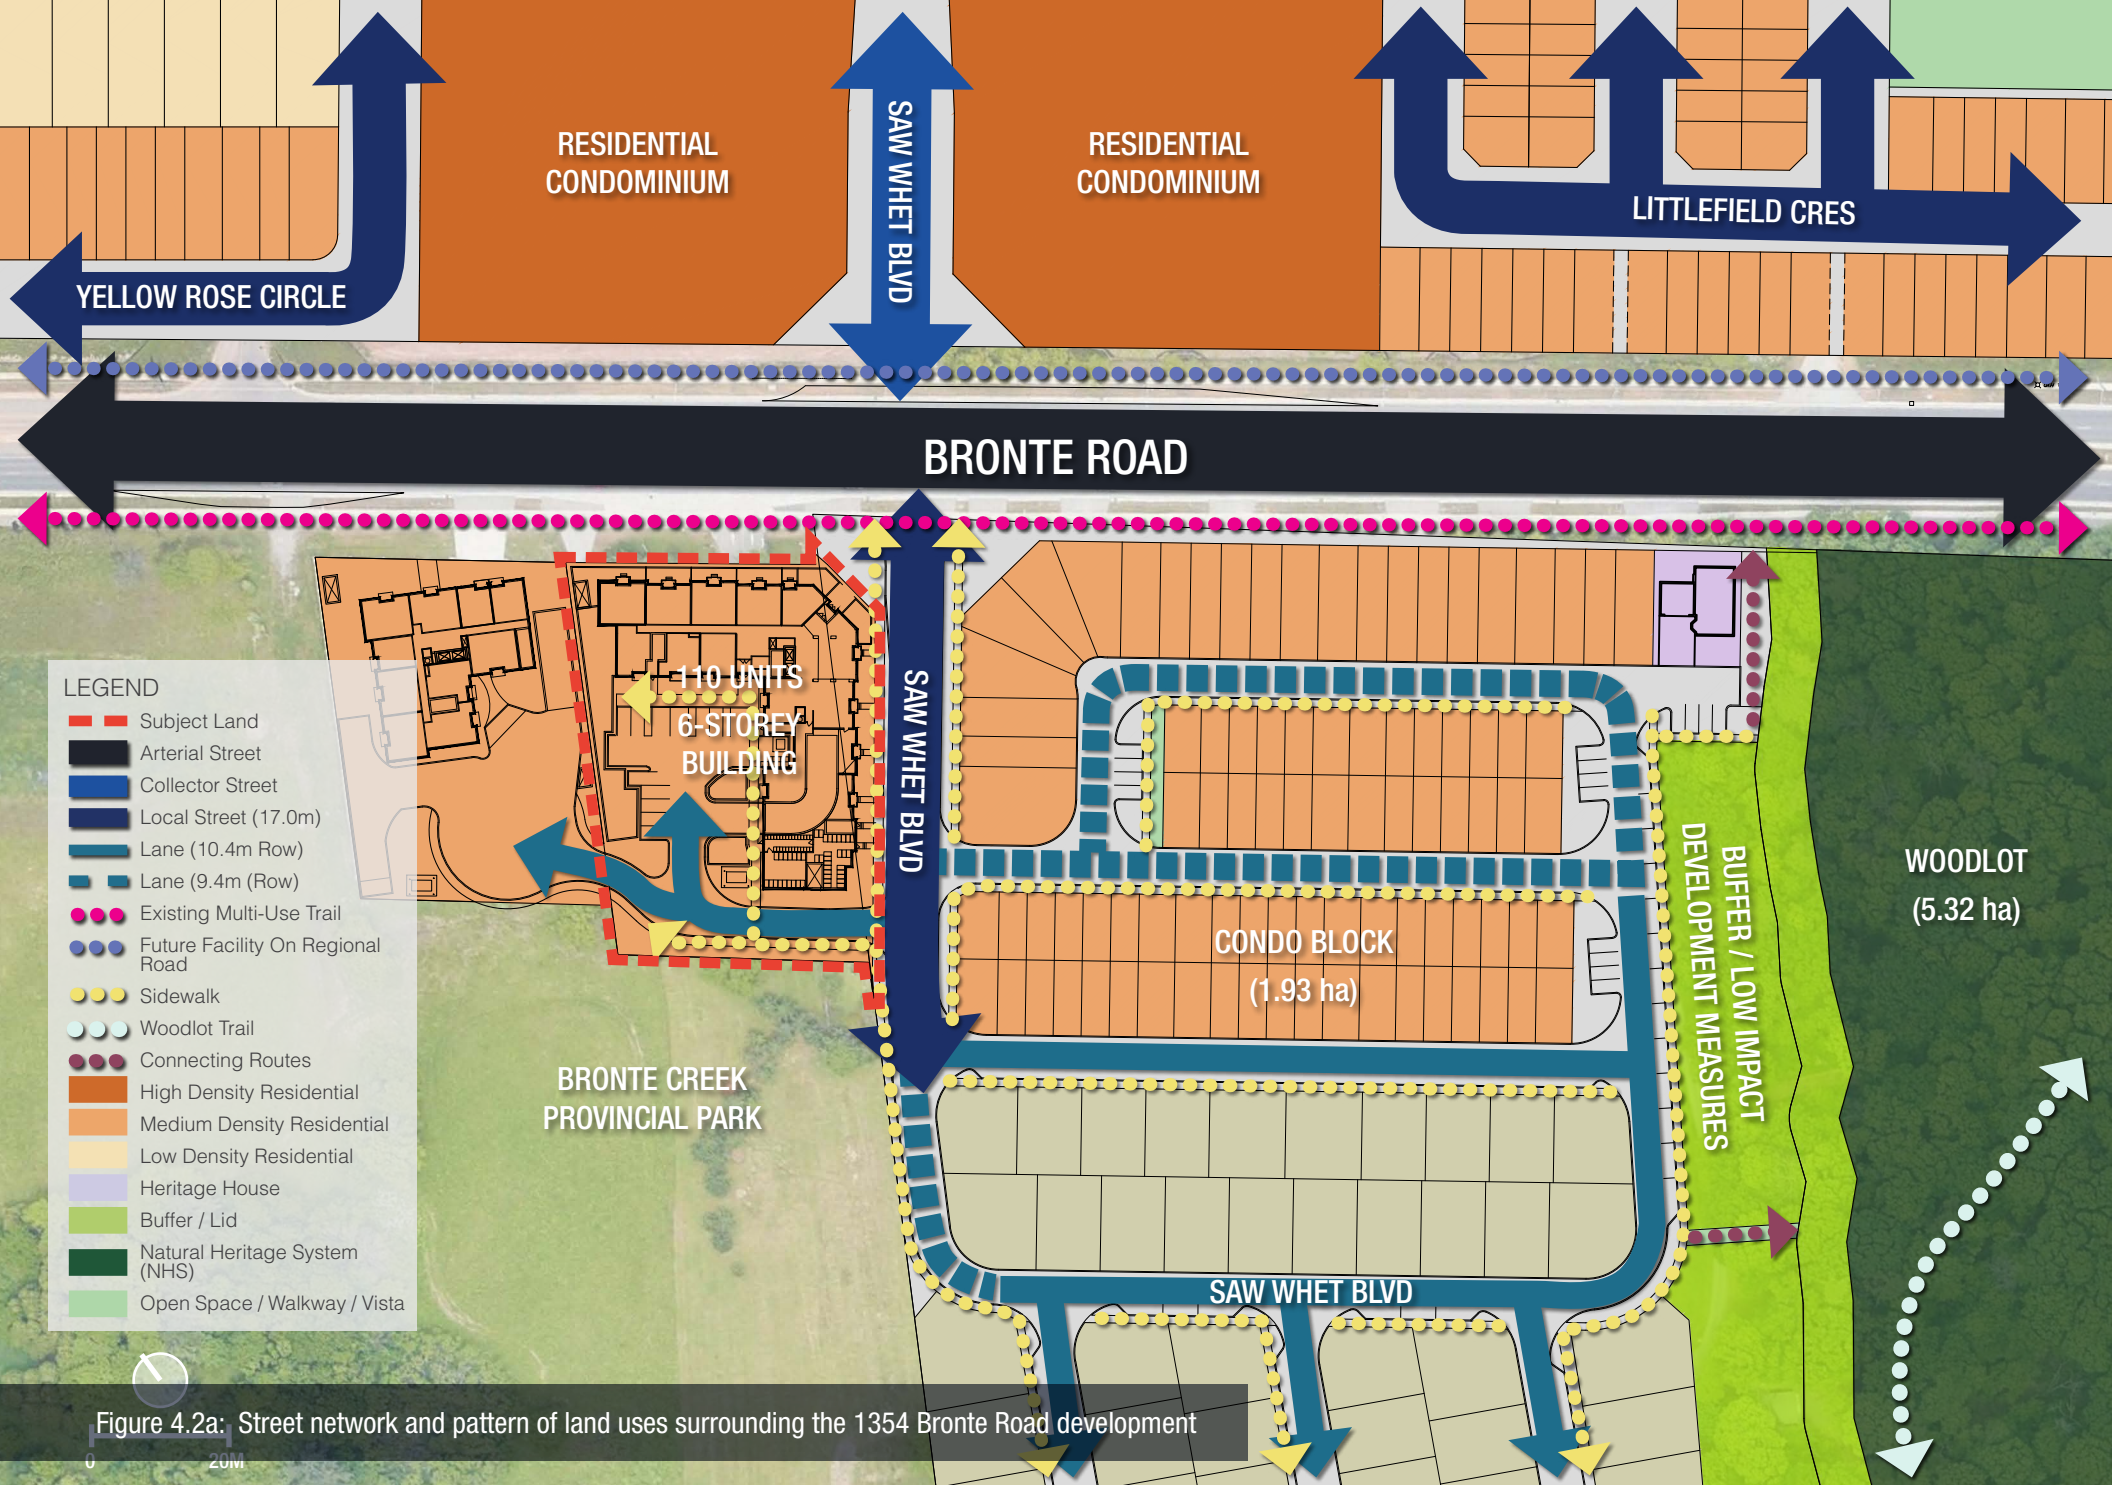 RESIDENTIAL
CONDOMINIUM
SAW WHET BLVD
RESIDENTIAL
CONDOMINIUM
LITTLEFIELD CRES
YELLOW ROSE CIRCLE
BRONTE ROAD
110 UNITS
6-STOREY
BUILDING
SAW WHET BLVD
LEGEND
Subject Land
Arterial Street
Collector Street
Local Street (17.0m)
Lane (10.4m Row)
Lane (9.4m (Row)
Existing Multi-Use Trail
Future Facility On Regional
Road
Sidewalk
Woodlot Trail
Connecting Routes
High Density Residential
Medium Density Residential
Low Density Residential
Heritage House
Buffer / Lid
Natural Heritage System
(NHS)
Open Space / Walkway / Vista
CONDO BLOCK
(1.93 ha)
BUFFER / LOW IMPACT
DEVELOPMENT MEASURES
WOODLOT
(5.32 ha)
BRONTE CREEK
PROVINCIAL PARK
SAW WHET BLVD
Figure 4.2a: Street network and pattern of land uses surrounding the 1354 Bronte Road development
0 20M